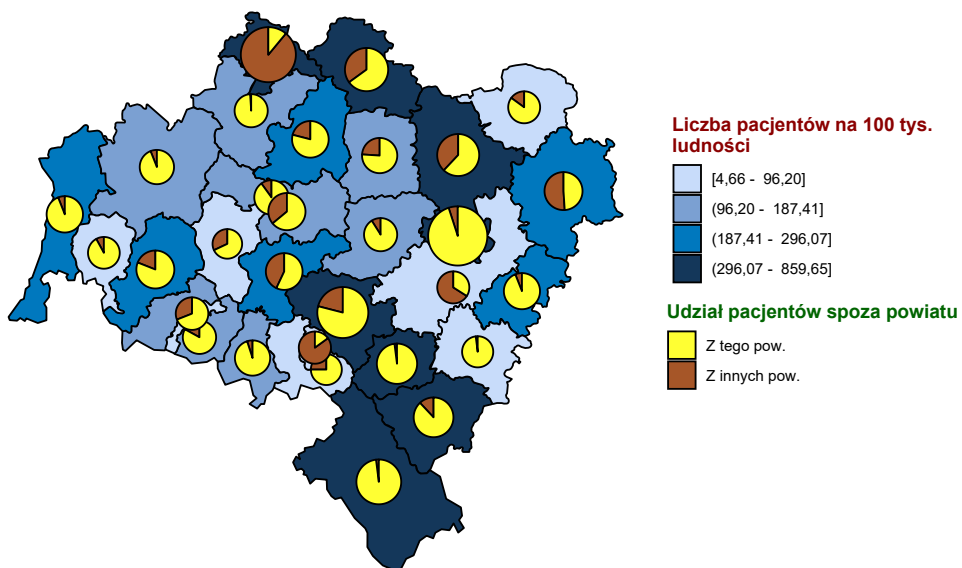 Liczba pacjentów na 100 tys.
ludności
[4,66 - 96,20]
(96,20 - 187,41]
(187,41 - 296,07]
(296,07 - 859,65]
Udział pacjentów spoza powiatu
Z tego pow.
Z innych pow.